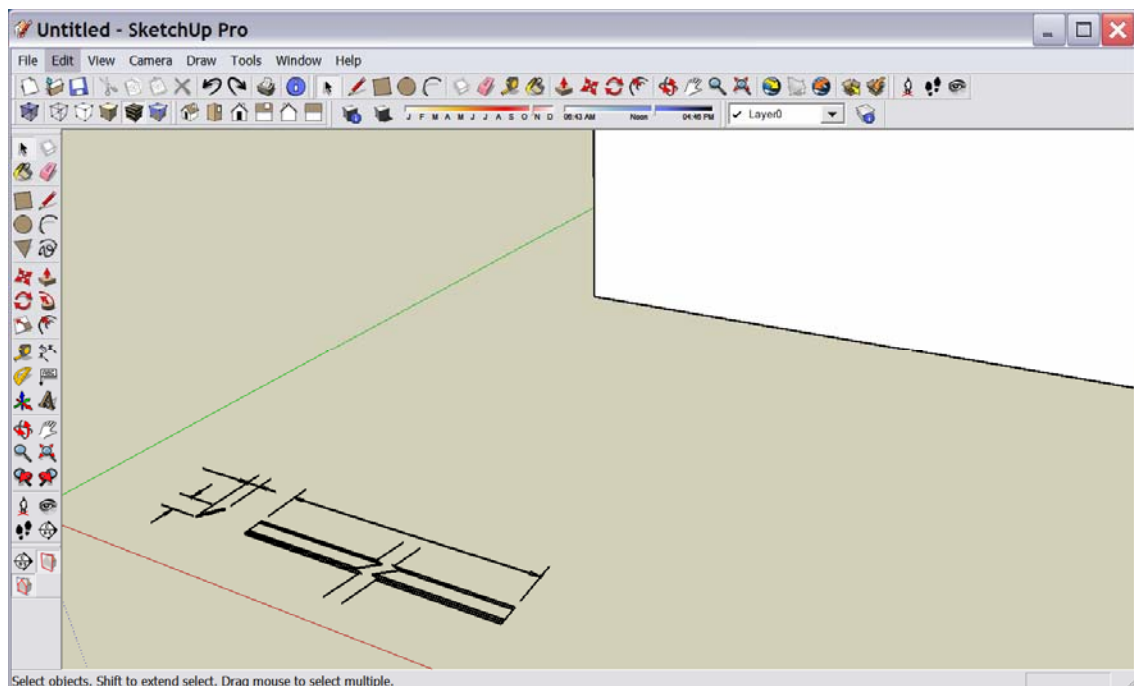 Untitled - SketchUp Pro
File Edit View Camera Draw Tools Window Help
J F M A M J J A S O N D 06:43 AM Noon 04:46 PM Layer0
Select objects. Shift to extend select. Drag mouse to select multiple.